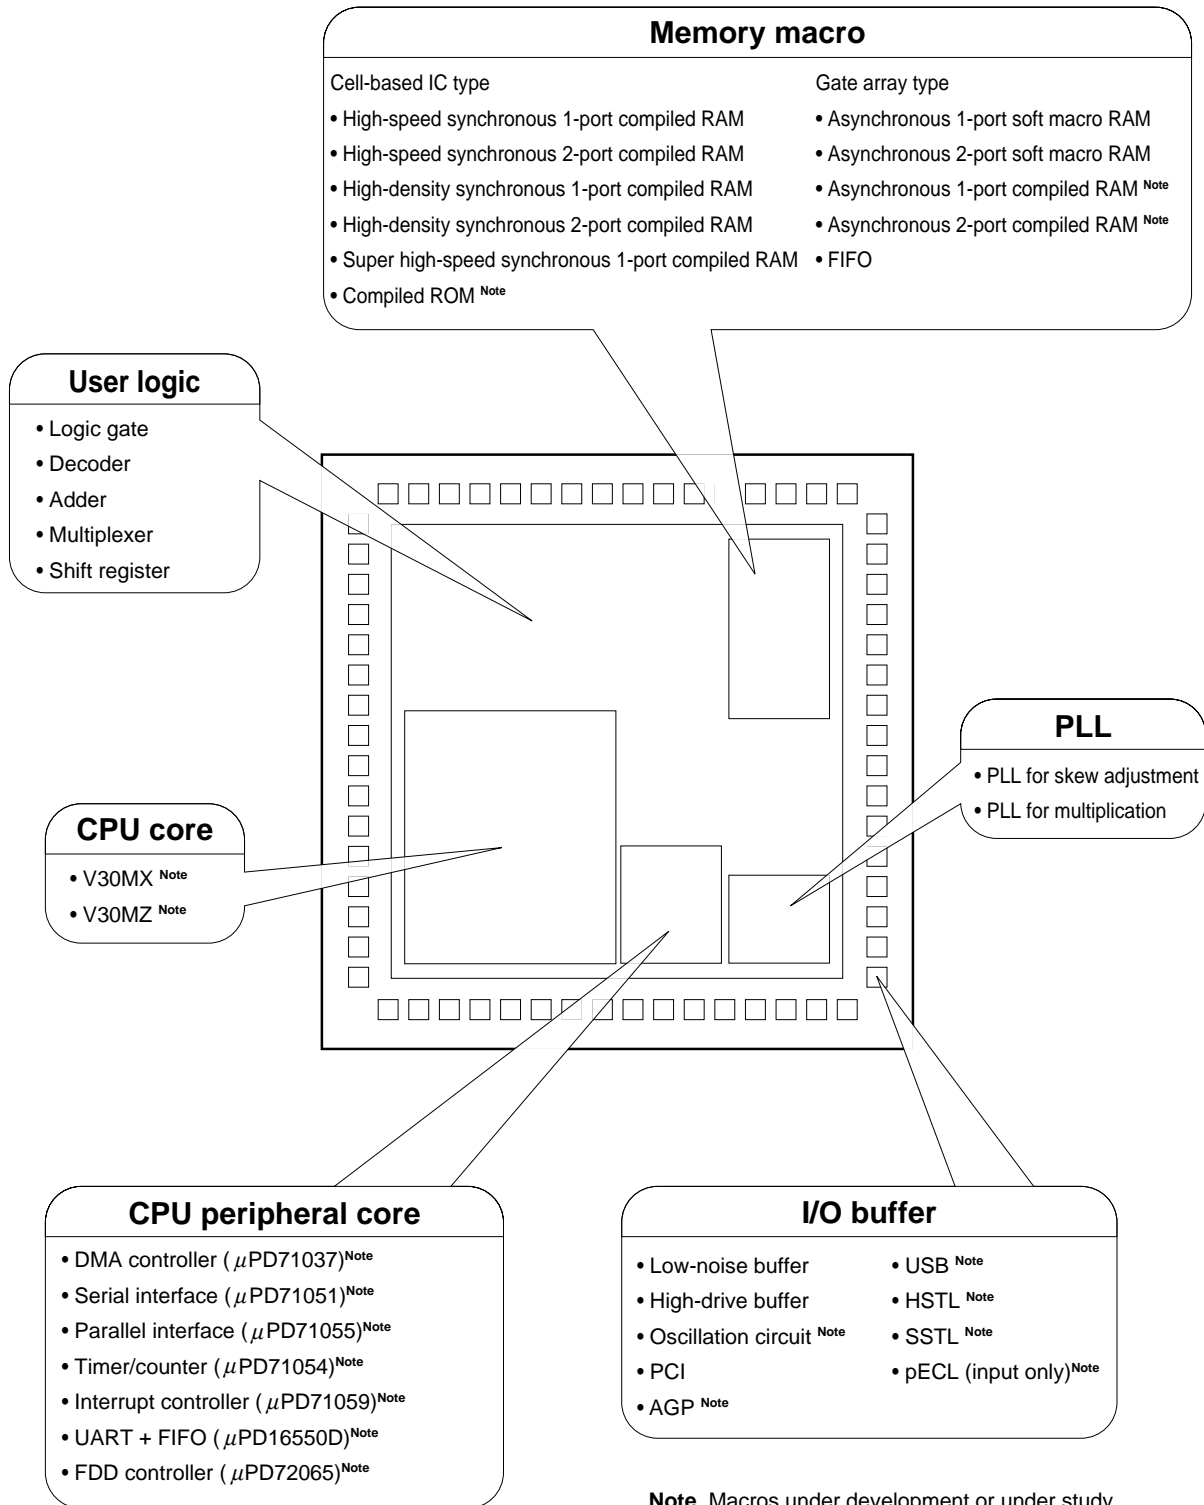 Memory macro
Cell-based IC type
• High-speed synchronous 1-port compiled RAM
• High-speed synchronous 2-port compiled RAM
• High-density synchronous 1-port compiled RAM
• High-density synchronous 2-port compiled RAM
• Super high-speed synchronous 1-port compiled RAM
• Compiled ROM Note
Gate array type
• Asynchronous 1-port soft macro RAM
• Asynchronous 2-port soft macro RAM
• Asynchronous 1-port compiled RAM Note
• Asynchronous 2-port compiled RAM Note
• FIFO
User logic
• Logic gate
• Decoder
• Adder
• Multiplexer
• Shift register
PLL
• PLL for skew adjustment
• PLL for multiplication
CPU core
• V30MX Note
• V30MZ Note
CPU peripheral core
• DMA controller (μPD71037)Note
• Serial interface (μPD71051)Note
• Parallel interface (μPD71055)Note
• Timer/counter (μPD71054)Note
• Interrupt controller (μPD71059)Note
• UART + FIFO (μPD16550D)Note
• FDD controller (μPD72065)Note
I/O buffer
• Low-noise buffer
• High-drive buffer
• Oscillation circuit Note
• PCI
• AGP Note
• USB Note
• HSTL Note
• SSTL Note
• pECL (input only)Note
Note Macros under development or under study